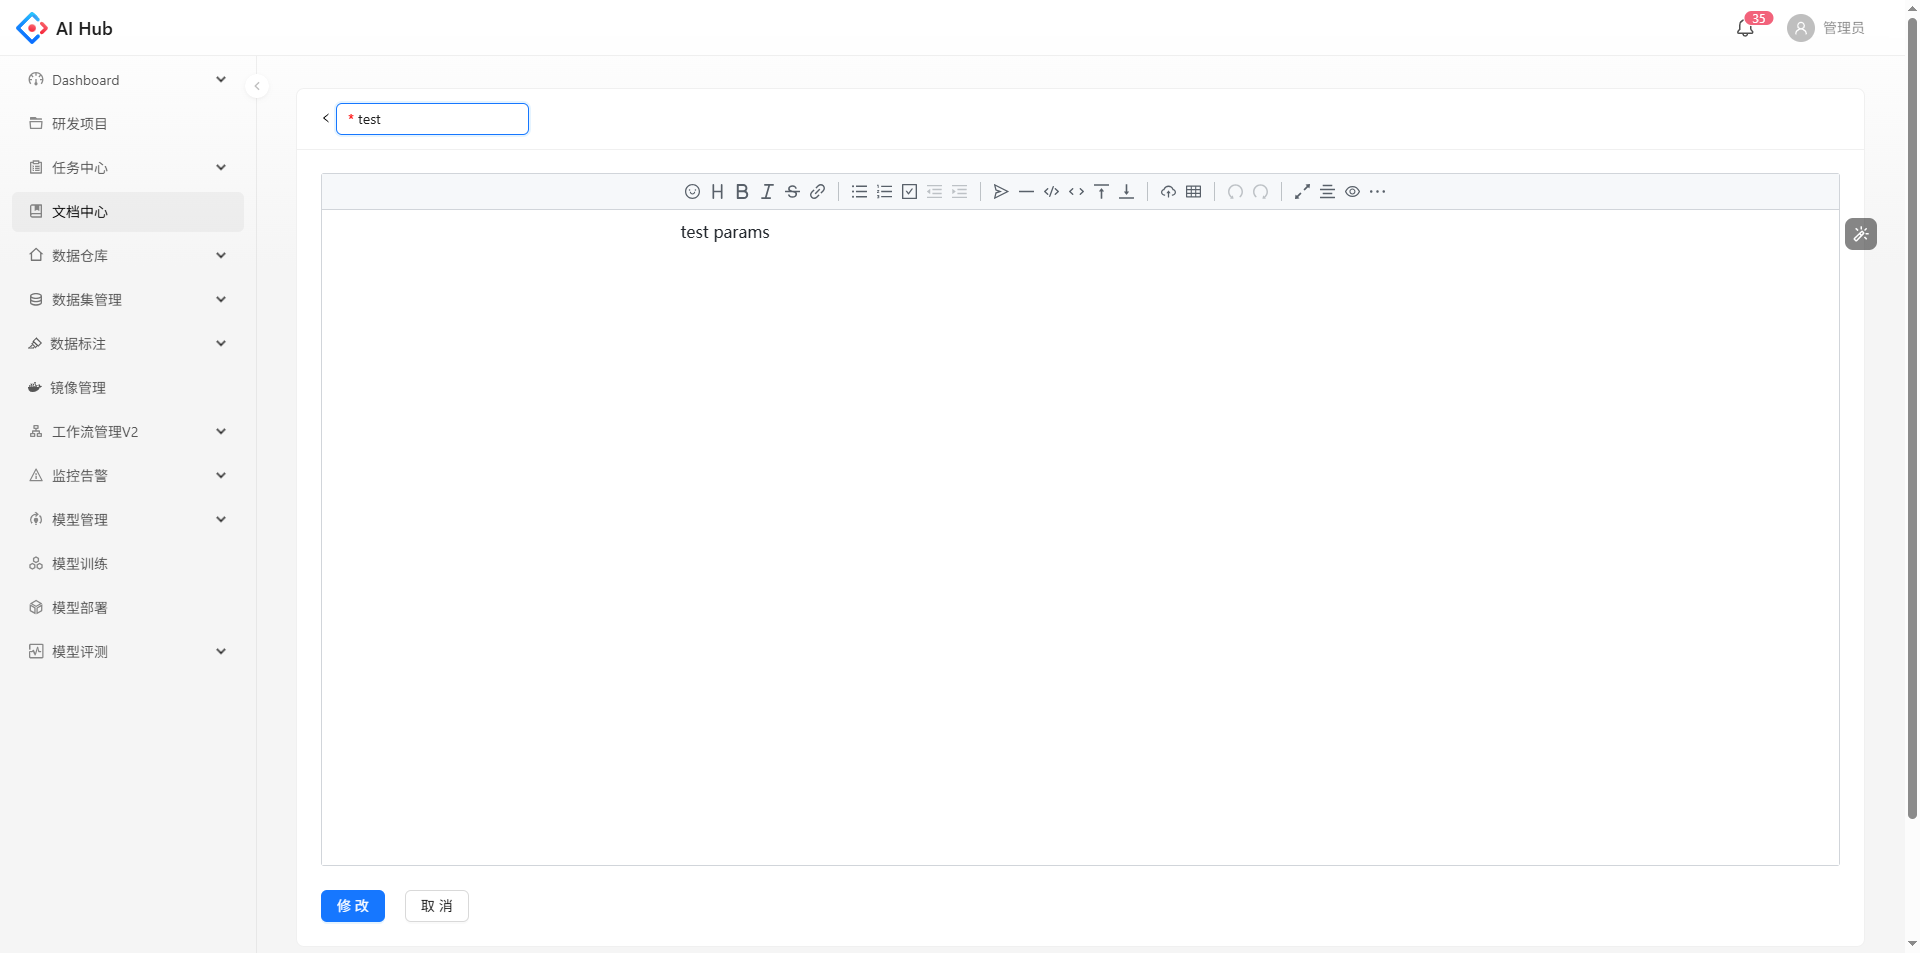 AI Hub
35
管理员
Dashboard
研发项目
任务中心
文档中心
数据仓库
数据集管理
数据标注
镜像管理
工作流管理V2
监控告警
模型管理
模型训练
模型部署
模型评测
* test
test params
修 改
取 消